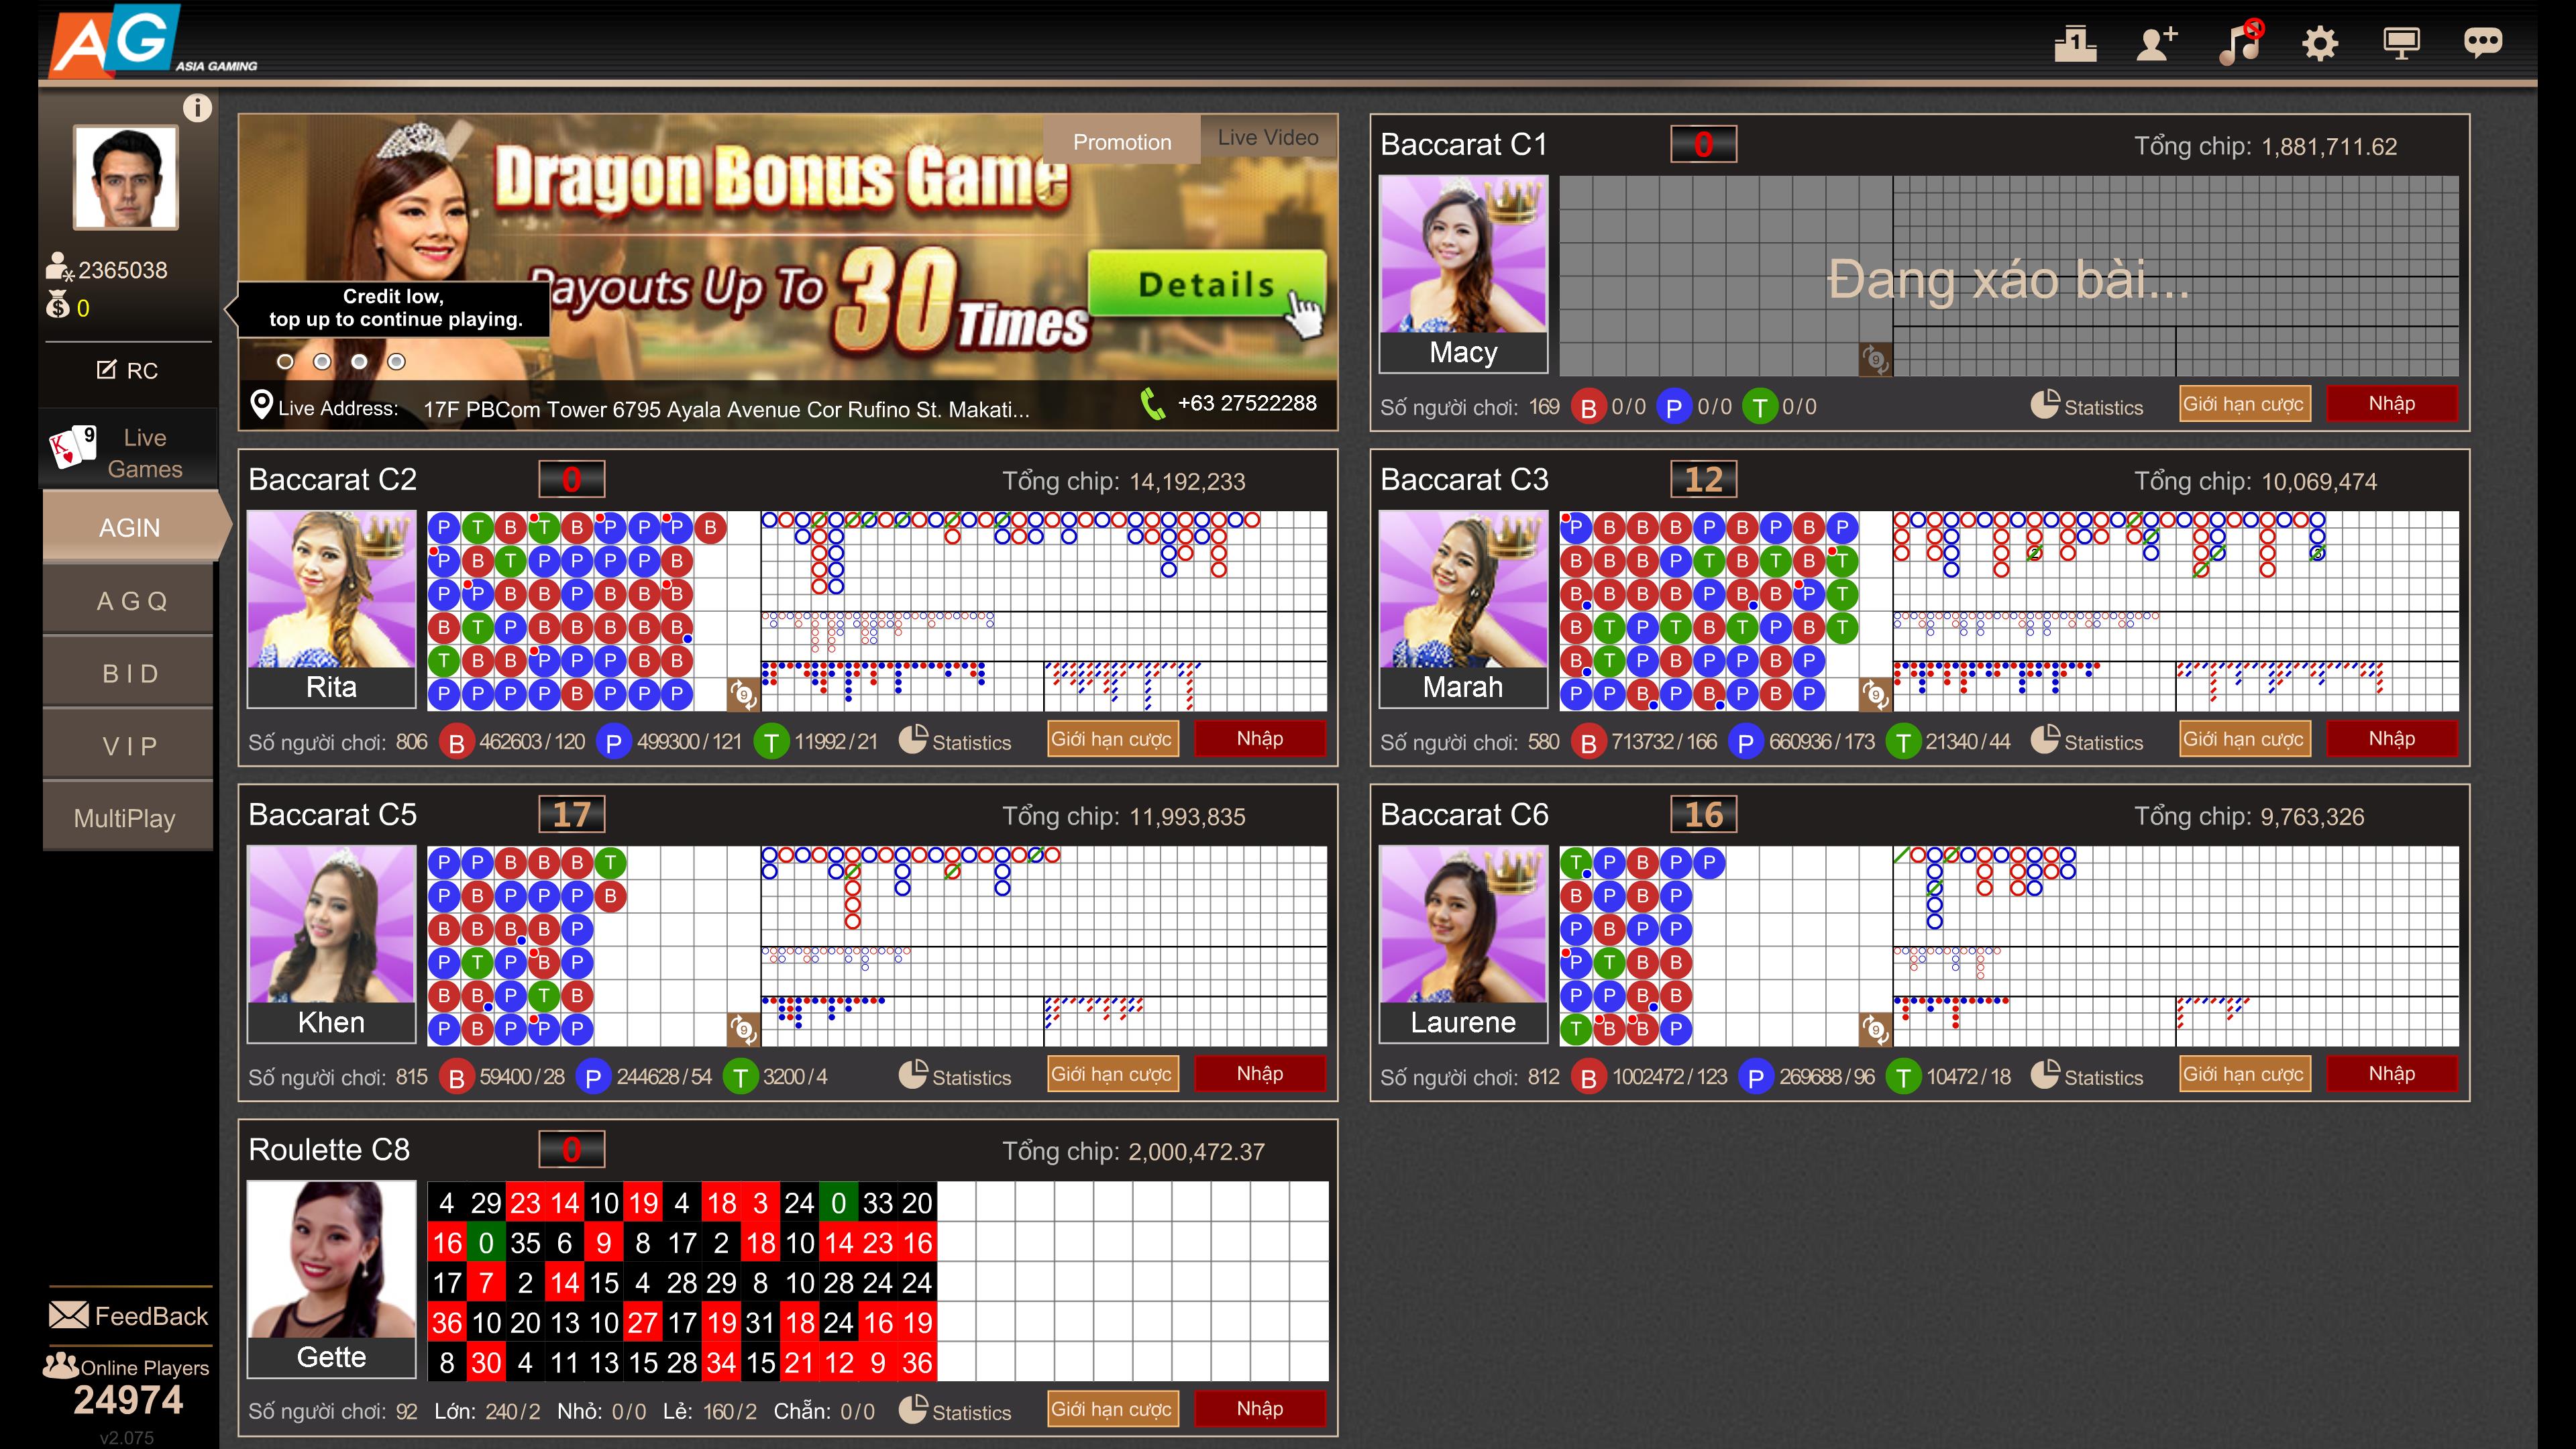 AG
ASIA GAMING
1
i
2365038
0
RC
Live
Games
AGIN
AGQ
BID
VIP
MultiPlay
FeedBack
Online Players
24974
v2.075
Promotion
Live Video
Dragon Bonus Game
Payouts Up To 30 Times
Details
Credit low,
top up to continue playing.
Live Address: 17F PBCom Tower 6795 Ayala Avenue Cor Rufino St. Makati...
+63 27522288
Baccarat C1 0 Tổng chip: 1,881,711.62
Đang xáo bài...
Macy
Số người chơi: 169 B 0/0 P 0/0 T 0/0 Statistics Giới hạn cược Nhập
Baccarat C2 0 Tổng chip: 14,192,233
P T B T B P P P B
P B T P P P P B
P P B B P B B B
B T P B B B B B
T B B P P P B B
P P P P B P P P
Rita
Số người chơi: 806 B 462603/120 P 499300/121 T 11992/21 Statistics Giới hạn cược Nhập
Baccarat C3 12 Tổng chip: 10,069,474
P B B B P B P B P
B B B P T B T B T
B B B B P B B P T
B T P T B T P B T
B T P B P P B P
P P B P B P B P
Marah
Số người chơi: 580 B 713732/166 P 660936/173 T 21340/44 Statistics Giới hạn cược Nhập
Baccarat C5 17 Tổng chip: 11,993,835
P P B B B T
P B P P P B
B B B B P
P T P B P
B B P T B
P B P P P
Khen
Số người chơi: 815 B 59400/28 P 244628/54 T 3200/4 Statistics Giới hạn cược Nhập
Baccarat C6 16 Tổng chip: 9,763,326
T P B P P
B P B P
P B P P
P T B B
P P B B
T B B P
Laurene
Số người chơi: 812 B 1002472/123 P 269688/96 T 10472/18 Statistics Giới hạn cược Nhập
Roulette C8 0 Tổng chip: 2,000,472.37
4 29 23 14 10 19 4 18 3 24 0 33 20
16 0 35 6 9 8 17 2 18 10 14 23 16
17 7 2 14 15 4 28 29 8 10 28 24 24
36 10 20 13 10 27 17 19 31 18 24 16 19
8 30 4 11 13 15 28 34 15 21 12 9 36
Gette
Số người chơi: 92 Lớn: 240/2 Nhỏ: 0/0 Lẻ: 160/2 Chẵn: 0/0 Statistics Giới hạn cược Nhập